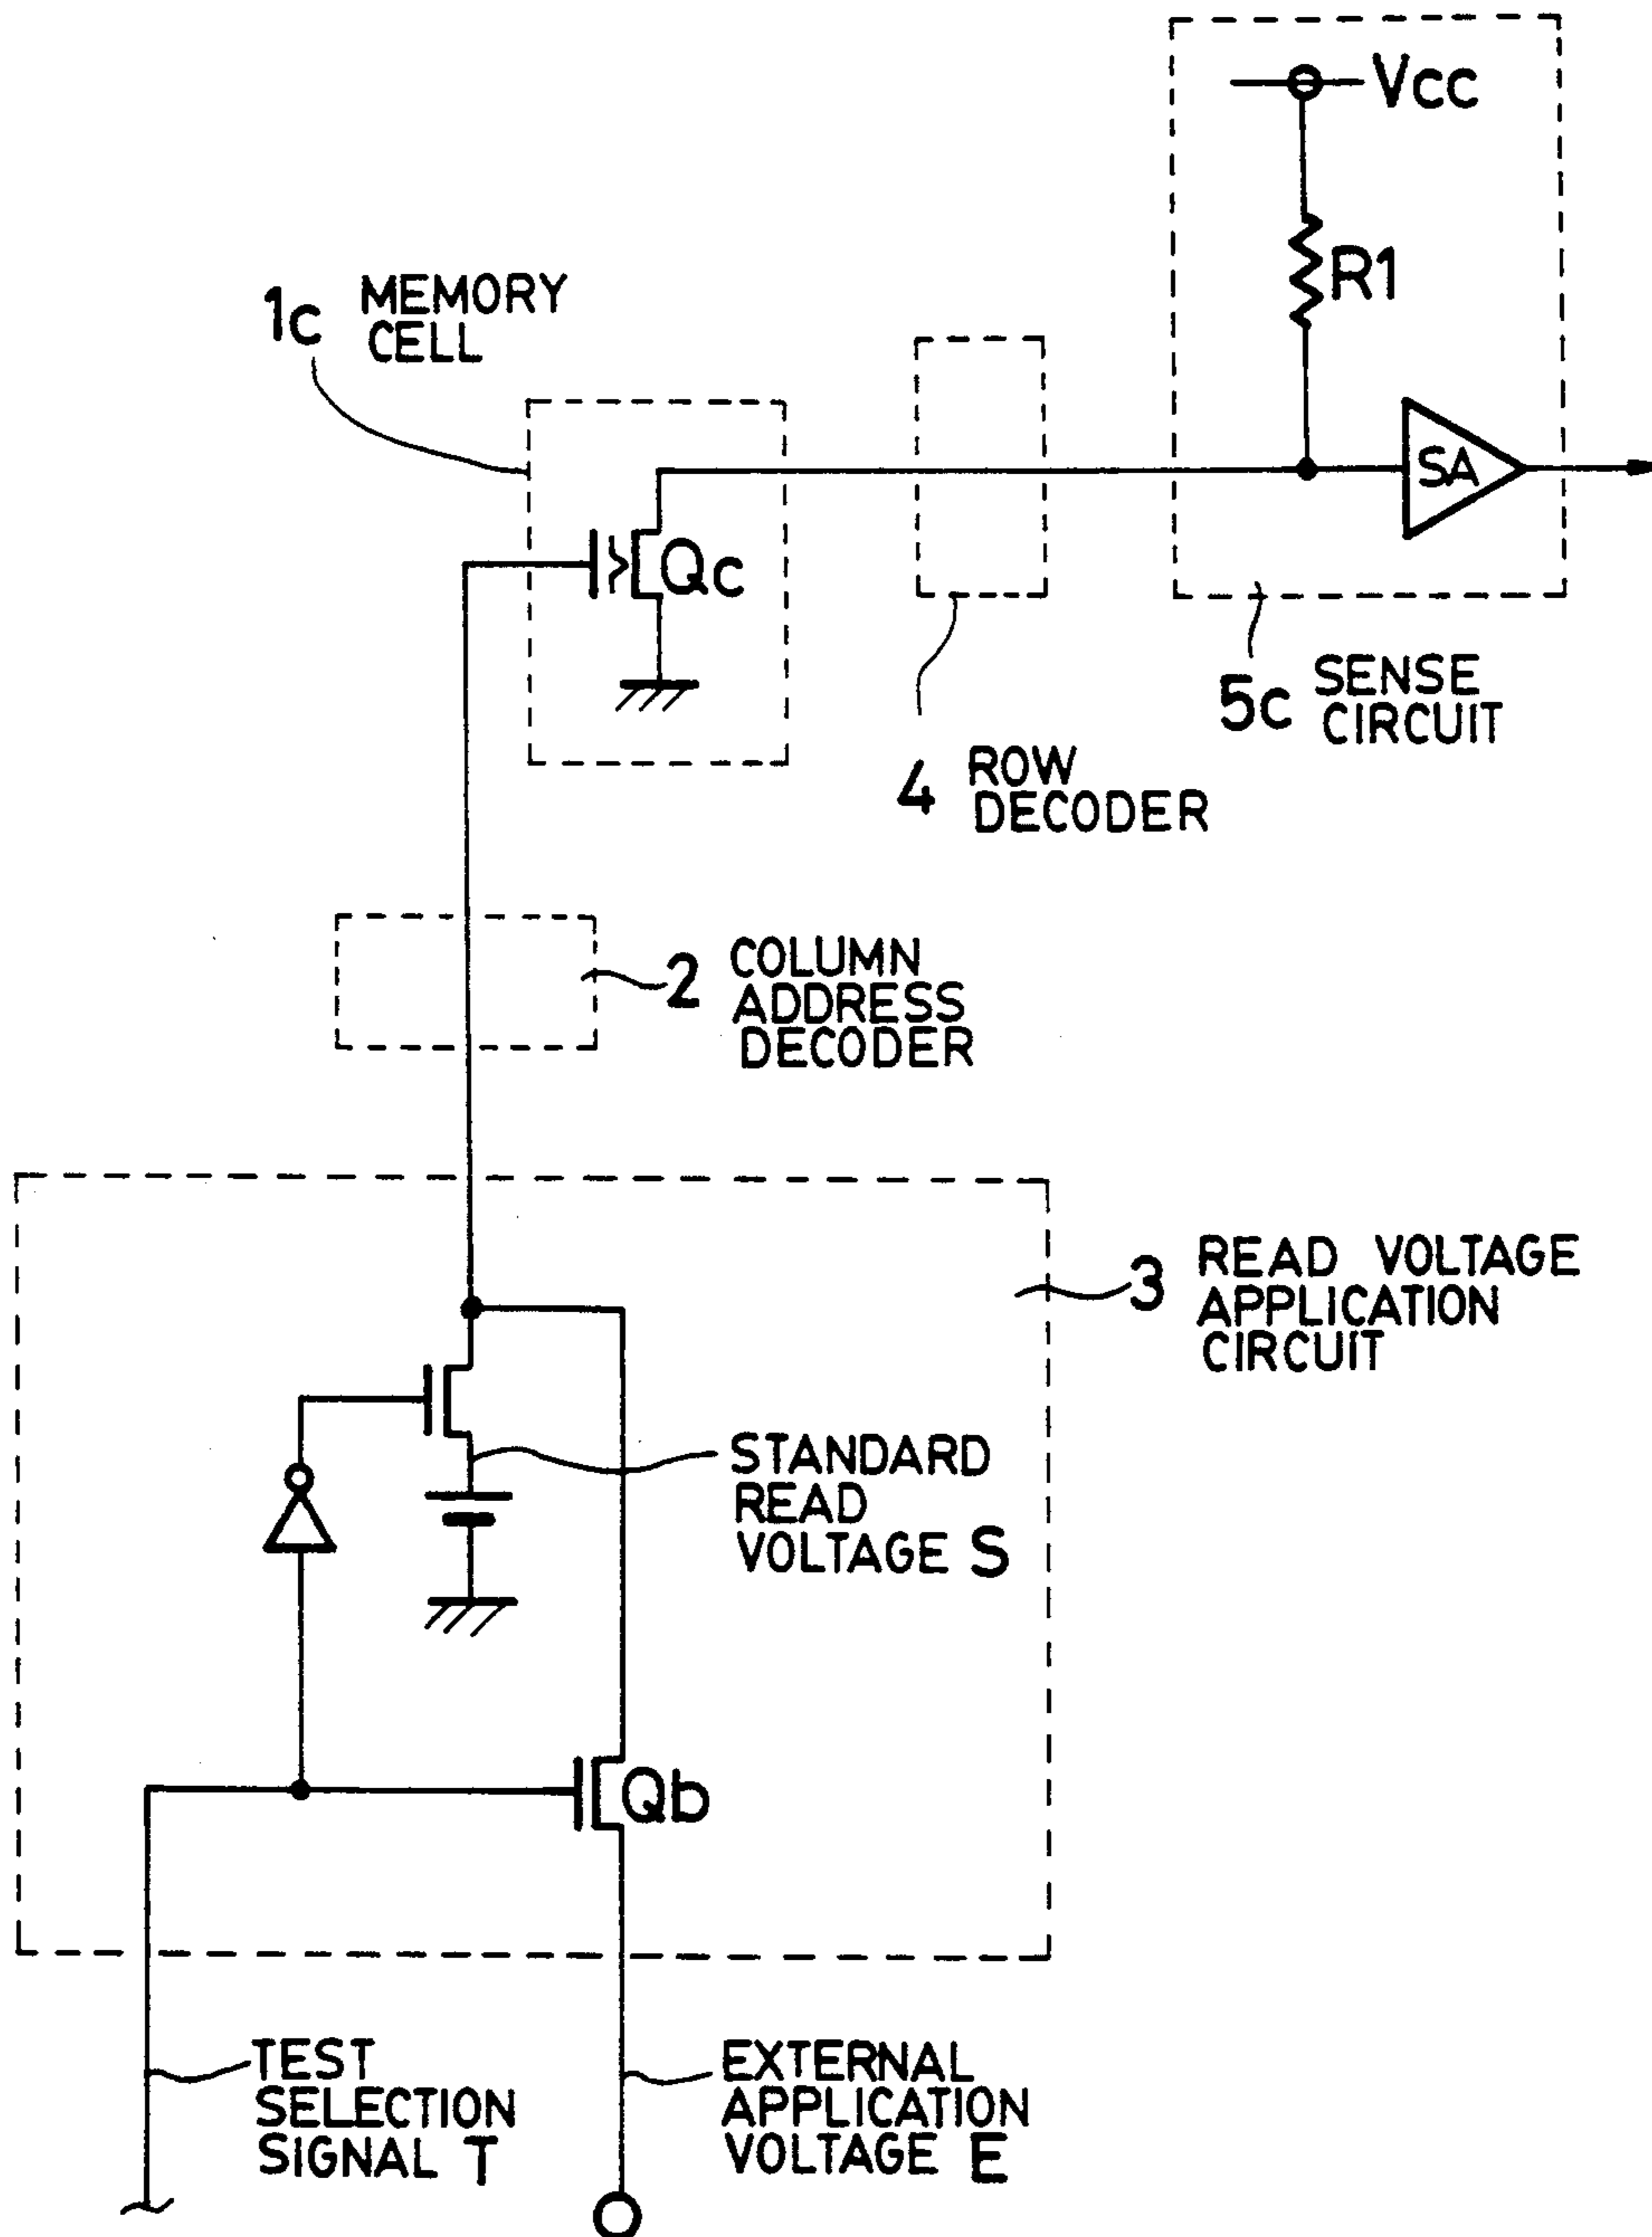 Vcc
R1
1c MEMORY
CELL
SA
Qc
5c SENSE
CIRCUIT
4 ROW
DECODER
2 COLUMN
ADDRESS
DECODER
3 READ VOLTAGE
APPLICATION
CIRCUIT
STANDARD
READ
VOLTAGE S
Qb
TEST
SELECTION
SIGNAL T
EXTERNAL
APPLICATION
VOLTAGE E